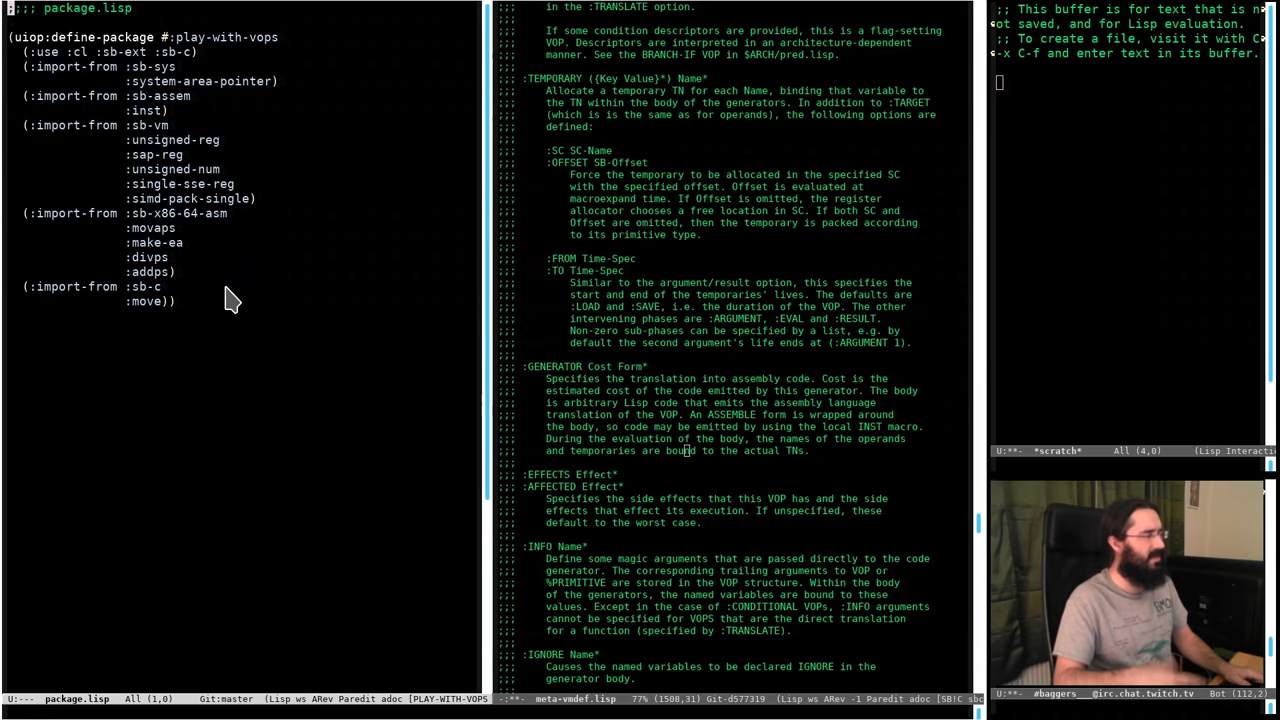 ;;;; package.lisp
(uiop:define-package #:play-with-vops
(:use :cl :sb-ext :sb-c)
(:import-from :sb-sys
:system-area-pointer)
(:import-from :sb-assem
:inst)
(:import-from :sb-vm
:unsigned-reg
:sap-reg
:unsigned-num
:single-sse-reg
:simd-pack-single)
(:import-from :sb-x86-64-asm
:movaps
:make-ea
:divps
:addps)
(:import-from :sb-c
:move))
U:--- package.lisp All (1,0) Git:master (Lisp ws ARev Paredit adoc [PLAY-WITH-VOPS
;;; in the :TRANSLATE option.
;;;
;;; If some condition descriptors are provided, this is a flag-setting
;;; VOP. Descriptors are interpreted in an architecture-dependent
;;; manner. See the BRANCH-IF VOP in $ARCH/pred.lisp.
;;;
;;; :TEMPORARY ({Key Value}*) Name*
;;; Allocate a temporary TN for each Name, binding that variable to
;;; the TN within the body of the generators. In addition to :TARGET
;;; (which is is the same as for operands), the following options are
;;; defined:
;;;
;;; :SC SC-Name
;;; :OFFSET SB-Offset
;;; Force the temporary to be allocated in the specified SC
;;; with the specified offset. Offset is evaluated at
;;; macroexpand time. If Offset is omitted, the register
;;; allocator chooses a free location in SC. If both SC and
;;; Offset are omitted, then the temporary is packed according
;;; to its primitive type.
;;;
;;; :FROM Time-Spec
;;; :TO Time-Spec
;;; Similar to the argument/result option, this specifies the
;;; start and end of the temporaries' lives. The defaults are
;;; :LOAD and :SAVE, i.e. the duration of the VOP. The other
;;; intervening phases are :ARGUMENT, :EVAL and :RESULT.
;;; Non-zero sub-phases can be specified by a list, e.g. by
;;; default the second argument's life ends at (:ARGUMENT 1).
;;;
;;; :GENERATOR Cost Form*
;;; Specifies the translation into assembly code. Cost is the
;;; estimated cost of the code emitted by this generator. The body
;;; is arbitrary Lisp code that emits the assembly language
;;; translation of the VOP. An ASSEMBLE form is wrapped around
;;; the body, so code may be emitted by using the local INST macro.
;;; During the evaluation of the body, the names of the operands
;;; and temporaries are bound to the actual TNs.
;;;
;;; :EFFECTS Effect*
;;; :AFFECTED Effect*
;;; Specifies the side effects that this VOP has and the side
;;; effects that effect its execution. If unspecified, these
;;; default to the worst case.
;;;
;;; :INFO Name*
;;; Define some magic arguments that are passed directly to the code
;;; generator. The corresponding trailing arguments to VOP or
;;; %PRIMITIVE are stored in the VOP structure. Within the body
;;; of the generators, the named variables are bound to these
;;; values. Except in the case of :CONDITIONAL VOPs, :INFO arguments
;;; cannot be specified for VOPS that are the direct translation
;;; for a function (specified by :TRANSLATE).
;;;
;;; :IGNORE Name*
;;; Causes the named variables to be declared IGNORE in the
;;; generator body.
-:**- meta-vmdef.lisp 77% (1508,31) Git-d577319 (Lisp ws ARev -1 Paredit adoc [SB!C sbc
;; This buffer is for text that is n
ot saved, and for Lisp evaluation.
;; To create a file, visit it with C
-x C-f and enter text in its buffer.
U:**- *scratch* All (4,0) (Lisp Interacti
U:**- #baggers___@irc.chat.twitch.tv Bot (112,2)